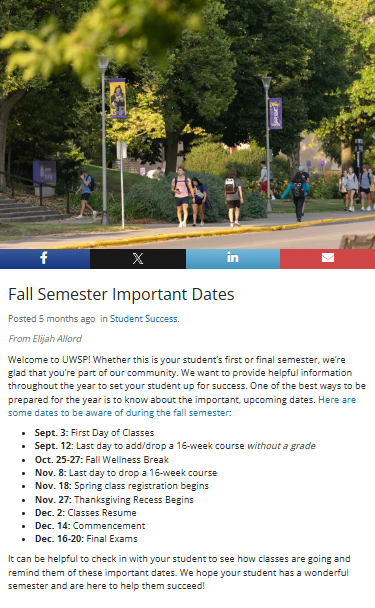 Fall Semester Important Dates
Posted 5 months ago in Student Success.
From Elijah Allord
Welcome to UWSP! Whether this is your student's first or final semester, we're
glad that you're part of our community. We want to provide helpful information
throughout the year to set your student up for success. One of the best ways to be
prepared for the year is to know about the important, upcoming dates. Here are
some dates to be aware of during the fall semester:
• Sept. 3: First Day of Classes
• Sept. 12: Last day to add/drop a 16-week course without a grade
• Oct. 25-27: Fall Wellness Break
• Nov. 8: Last day to drop a 16-week course
• Nov. 18: Spring class registration begins
• Nov. 27: Thanksgiving Recess Begins
• Dec. 2: Classes Resume
• Dec. 14: Commencement
• Dec. 16-20: Final Exams
It can be helpful to check in with your student to see how classes are going and
remind them of these important dates. We hope your student has a wonderful
semester and are here to help them succeed!